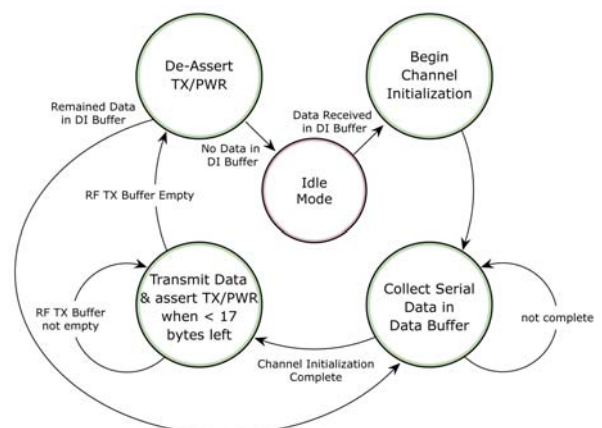 De-Assert
TX/PWR
Begin
Channel
Initialization
Remained Data
in DI Buffer
Data Received
in DI Buffer
No Data in
DI Buffer
Idle
Mode
RF TX Buffer Empty
Transmit Data
& assert TX/PWR
when < 17
bytes left
RF TX Buffer
not empty
Collect Serial
Data in
Data Buffer
not complete
Channel Initialization
Complete